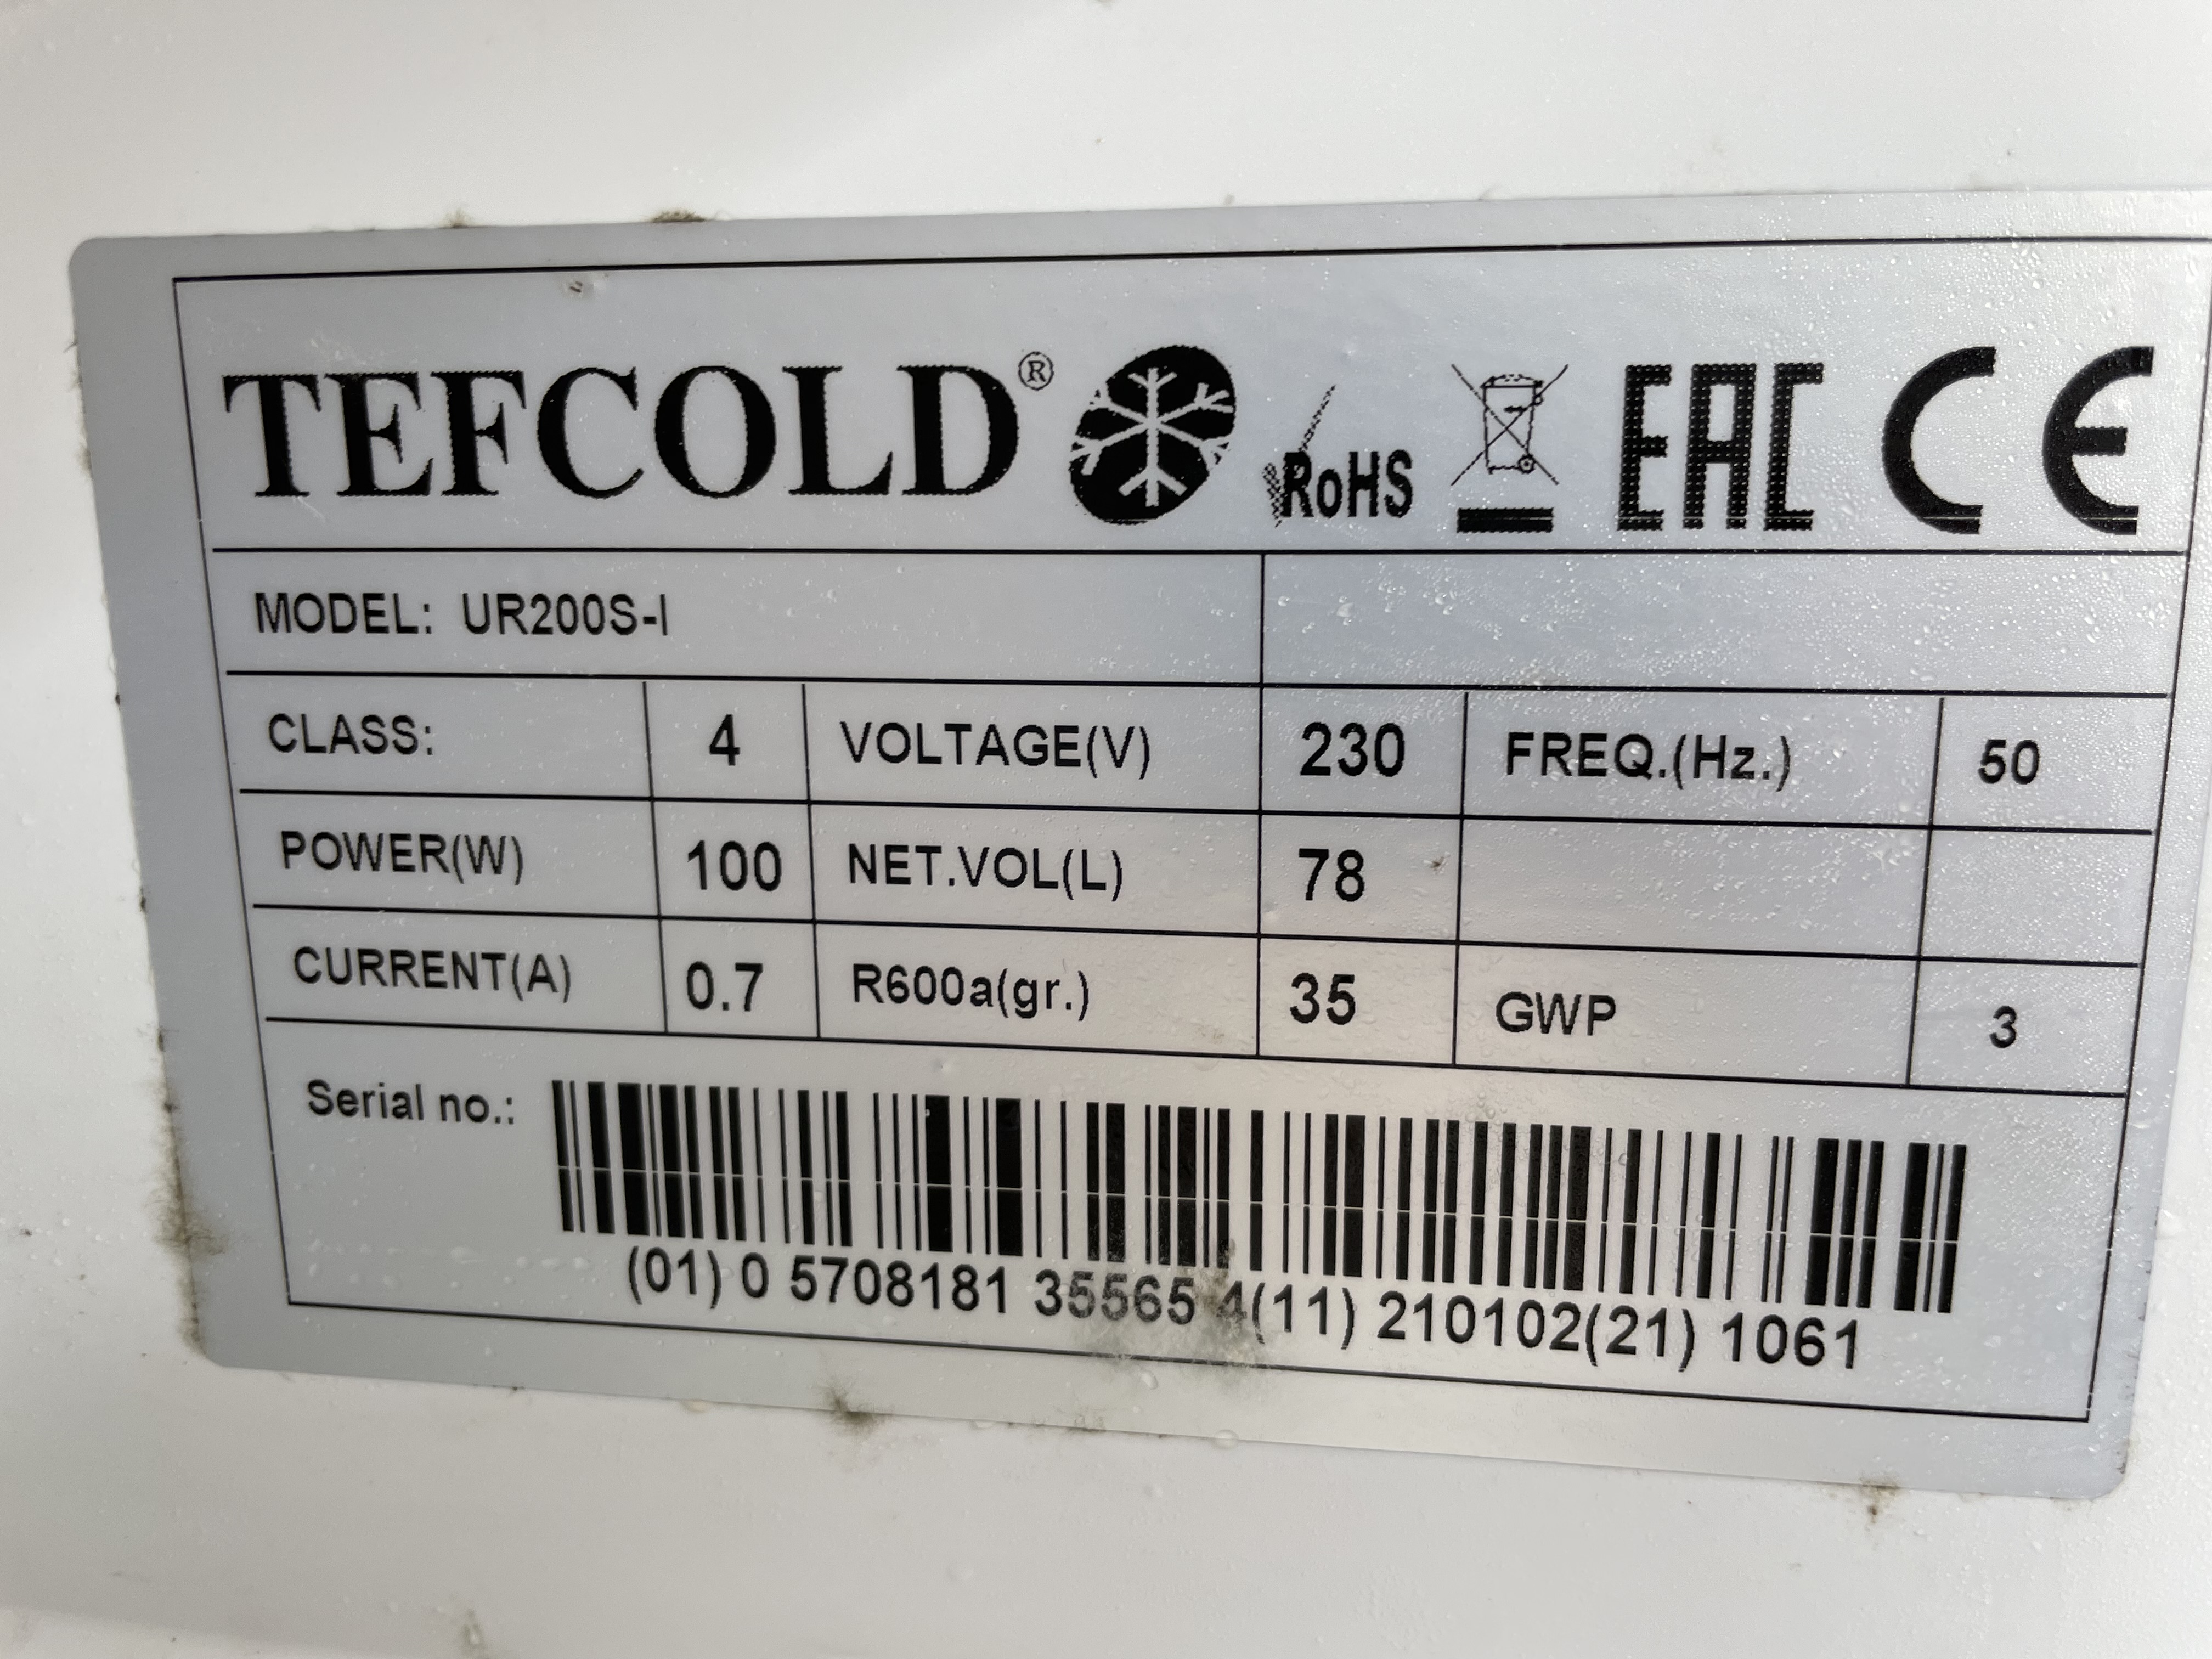 TEFCOLD® RoHS EAC CE
MODEL: UR200S-I
CLASS: 4 VOLTAGE(V) 230 FREQ.(Hz.) 50
POWER(W) 100 NET.VOL(L) 78
CURRENT(A) 0.7 R600a(gr.) 35 GWP 3
Serial no.:
(01) 0 5708181 35565 4(11) 210102(21) 1061